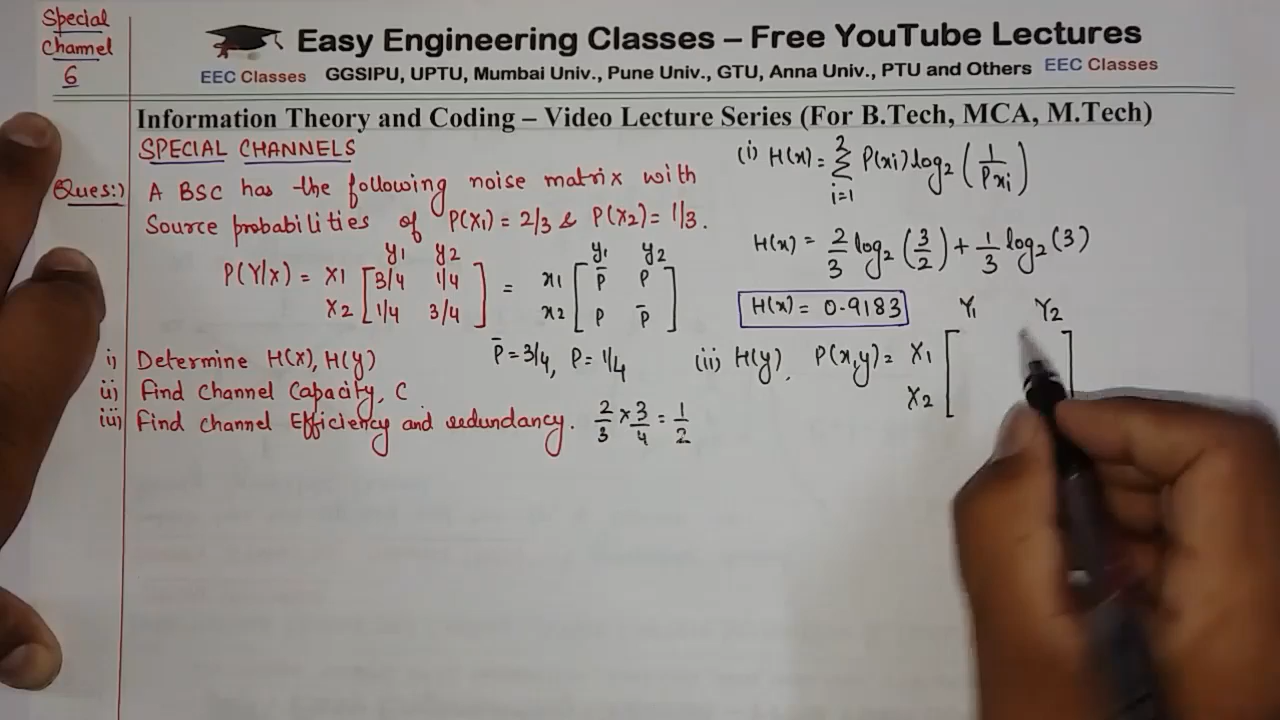 Special
Channel
6
Easy Engineering Classes – Free YouTube Lectures
EEC Classes GGSIPU, UPTU, Mumbai Univ., Pune Univ., GTU, Anna Univ., PTU and Others EEC Classes
Information Theory and Coding – Video Lecture Series (For B.Tech, MCA, M.Tech)
SPECIAL CHANNELS
Ques:) A BSC has the following noise matrix with
Source probabilities of P(X1) = 2/3 & P(X2) = 1/3.
y1 y2 y1 y2
P(Y/x) = X1 [3/4 1/4] = x1 [p̅ p]
X2 [1/4 3/4] x2 [p p̅]
p̅ = 3/4, p = 1/4
i) Determine H(x), H(y)
ii) Find Channel Capacity, C
iii) Find channel Efficiency and redundancy. 2/3 × 3/4 = 1/2
(i) H(x) = 2Σi=1 P(xi) log2 (1/Pxi)
H(x) = 2/3 log2 (3/2) + 1/3 log2 (3)
H(x) = 0.9183
Y1 Y2
(ii) H(y), P(x,y) = X1 [ ]
X2